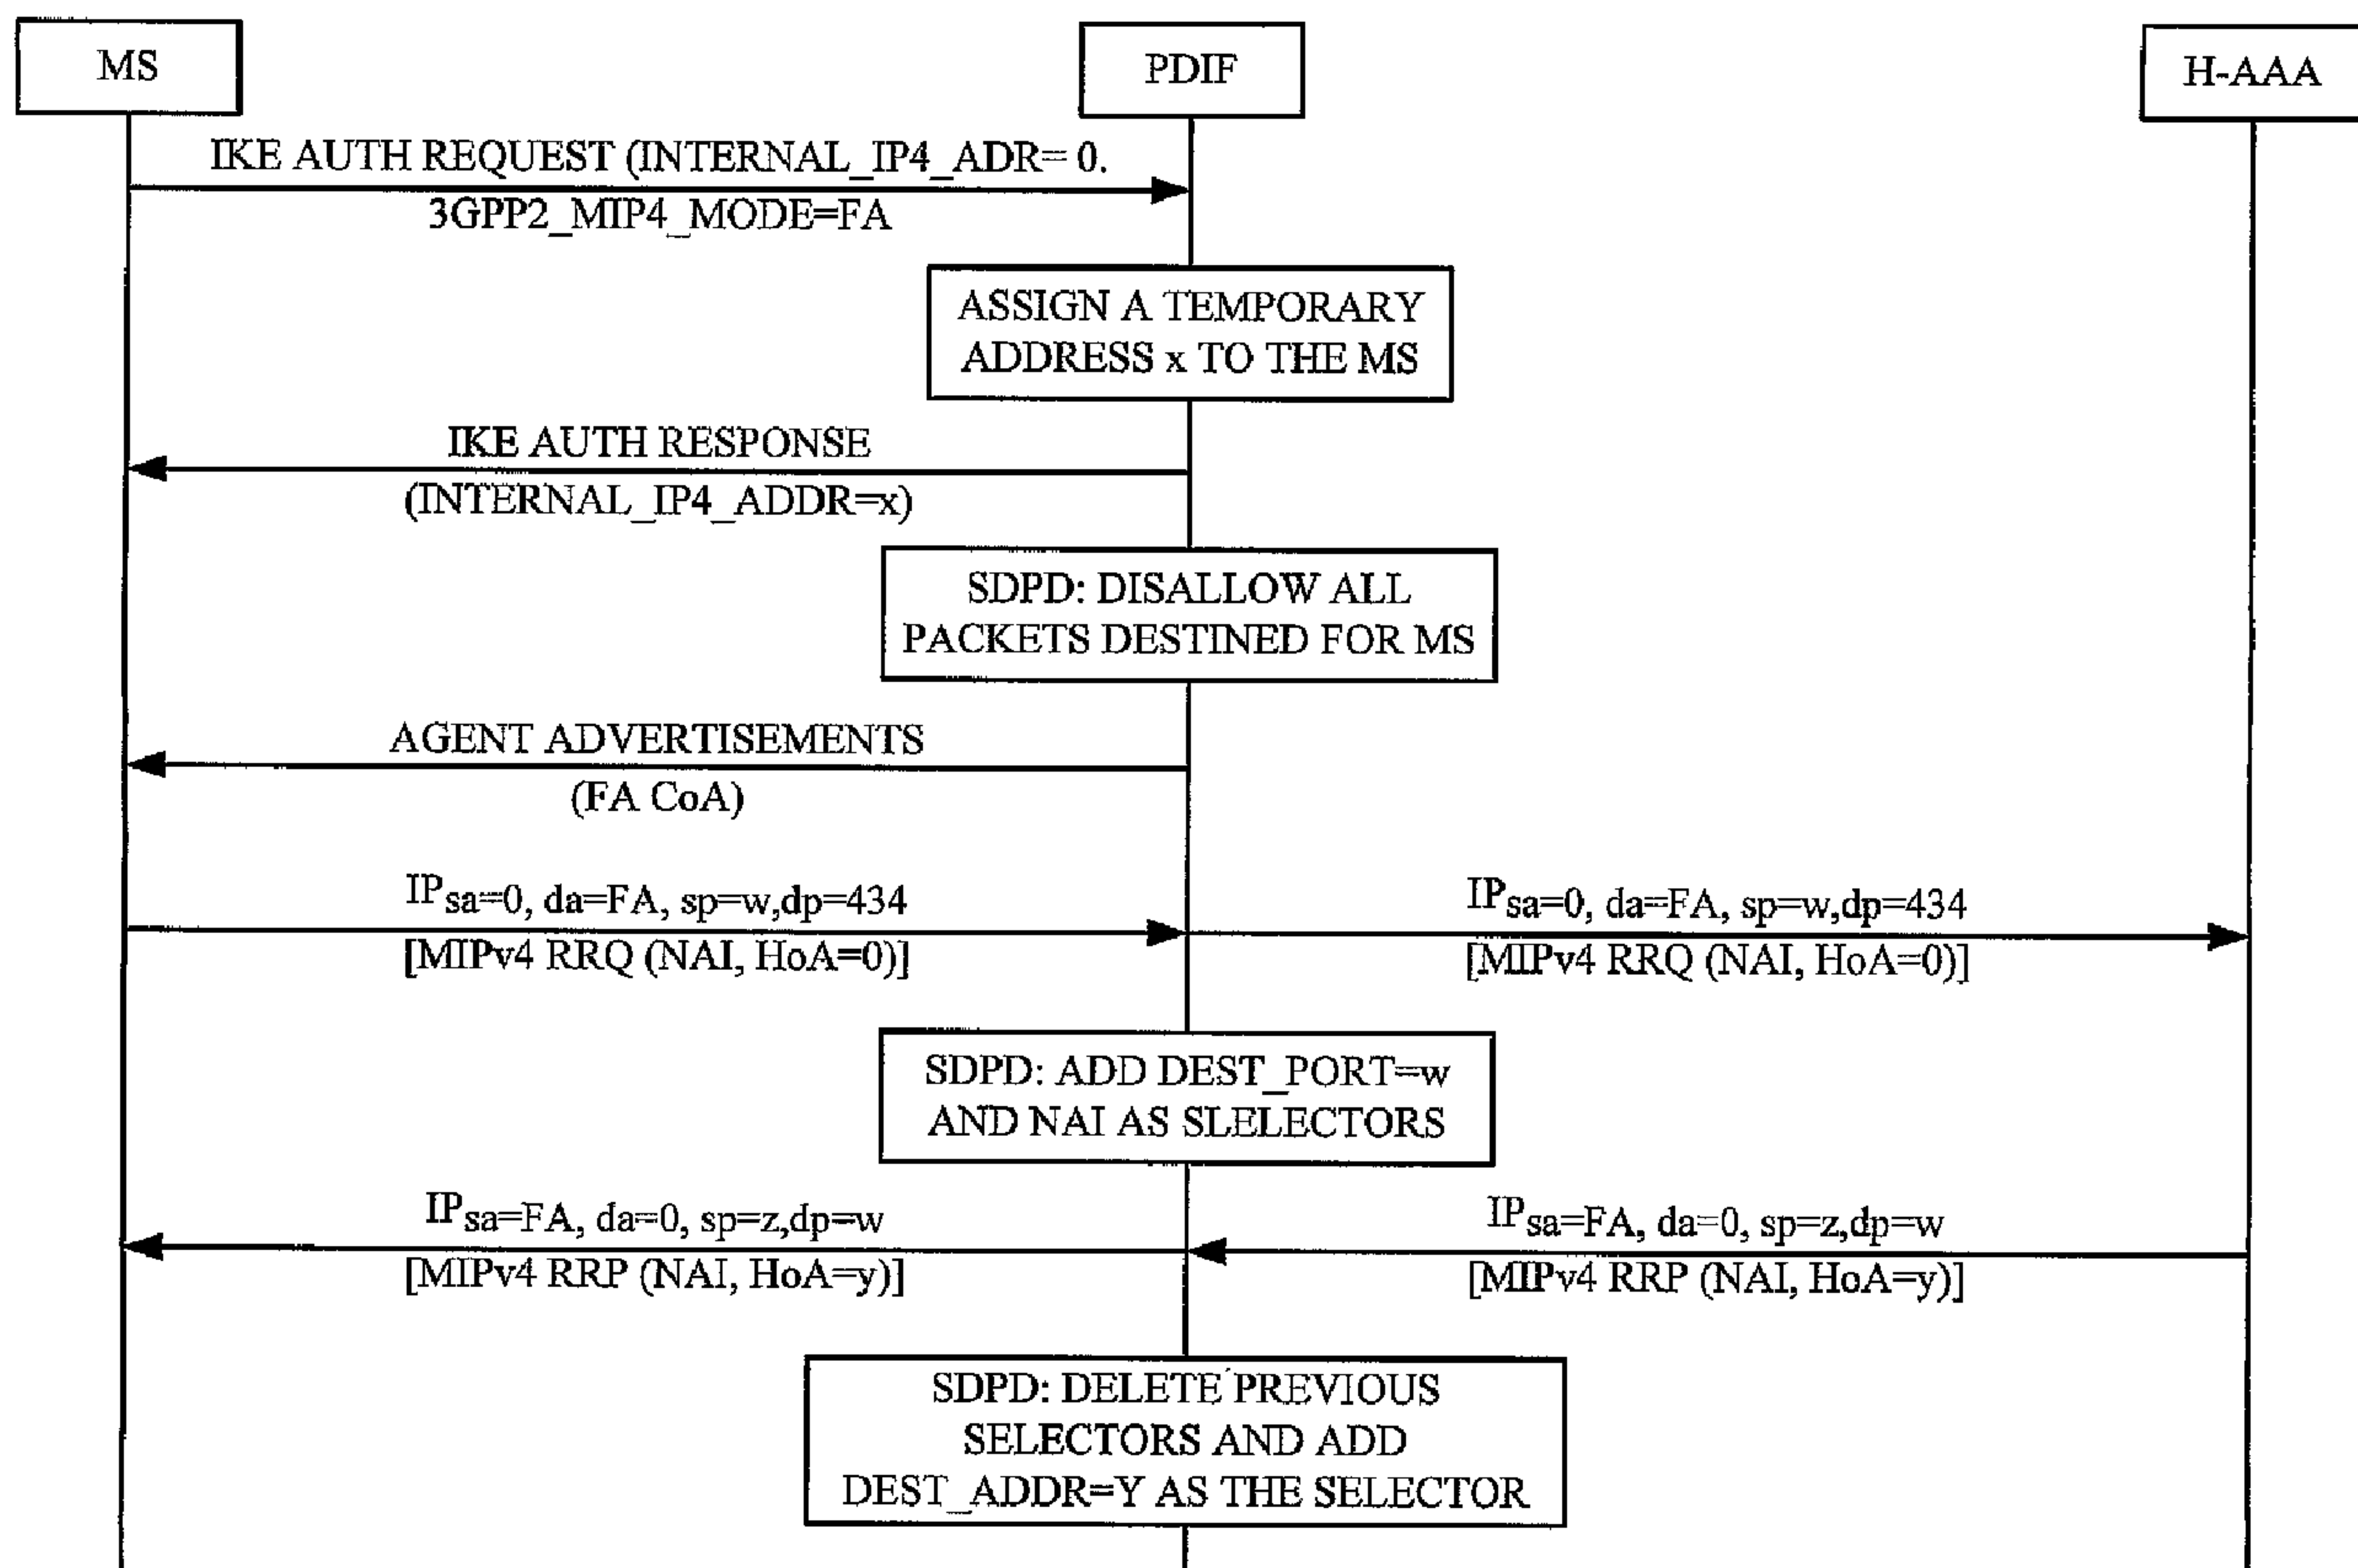 MS
PDIF
H-AAA
IKE AUTH REQUEST (INTERNAL_IP4_ADR= 0.
3GPP2_MIP4_MODE=FA
ASSIGN A TEMPORARY
ADDRESS x TO THE MS
IKE AUTH RESPONSE
(INTERNAL_IP4_ADDR=x)
SDPD: DISALLOW ALL
PACKETS DESTINED FOR MS
AGENT ADVERTISEMENTS
(FA CoA)
IPsa=0, da=FA, sp=w,dp=434
[MIPv4 RRQ (NAI, HoA=0)]
IPsa=0, da=FA, sp=w,dp=434
[MIPv4 RRQ (NAI, HoA=0)]
SDPD: ADD DEST_PORT=w
AND NAI AS SLELECTORS
IPsa=FA, da=0, sp=z,dp=w
[MIPv4 RRP (NAI, HoA=y)]
IPsa=FA, da=0, sp=z,dp=w
[MIPv4 RRP (NAI, HoA=y)]
SDPD: DELETE PREVIOUS
SELECTORS AND ADD
DEST_ADDR=Y AS THE SELECTOR